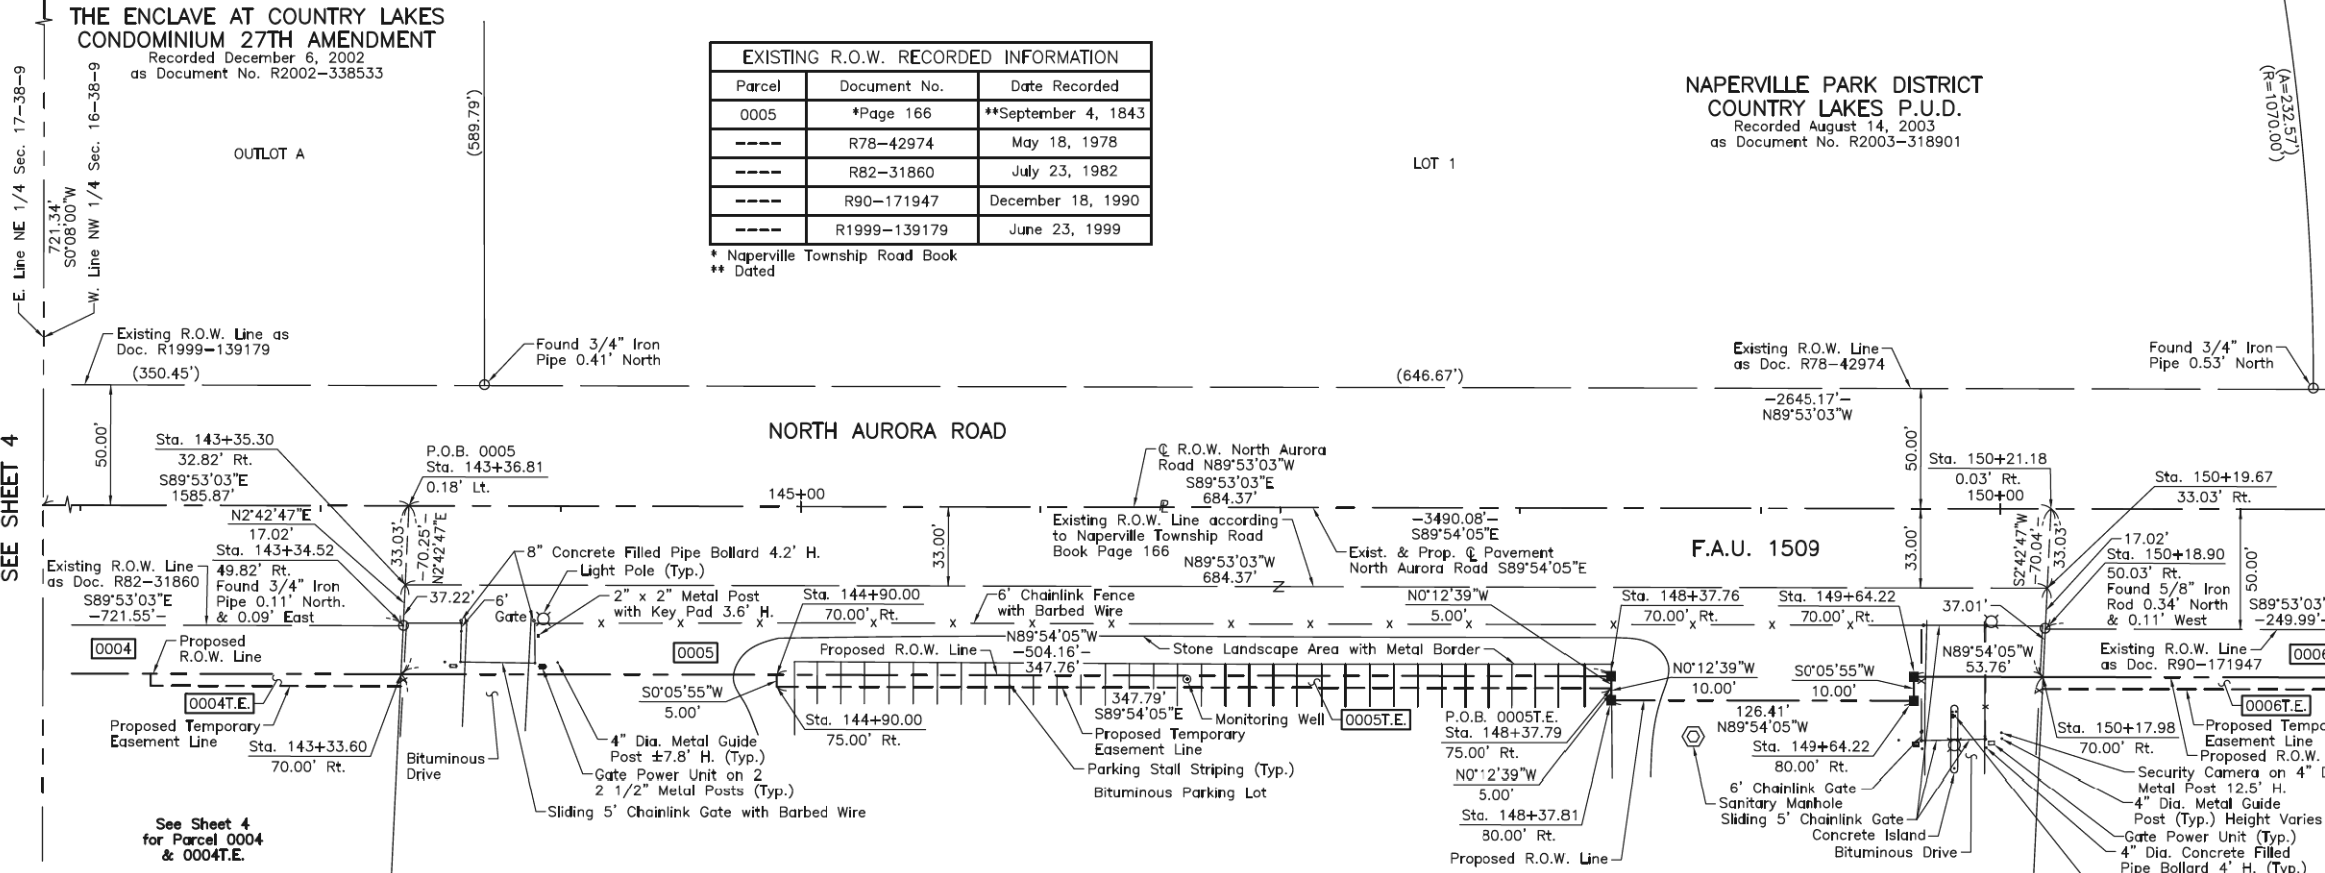 THE ENCLAVE AT COUNTRY LAKES
CONDOMINIUM 27TH AMENDMENT
Recorded December 6, 2002
as Document No. R2002-338533
E. Line NE 1/4 Sec. 17-38-9
721.34'
S0°08'00"W
W. Line NW 1/4 Sec. 16-38-9
OUTLOT A
(589.79')
EXISTING R.O.W. RECORDED INFORMATION
Parcel Document No. Date Recorded
0005 *Page 166 **September 4, 1843
---- R78-42974 May 18, 1978
---- R82-31860 July 23, 1982
---- R90-171947 December 18, 1990
---- R1999-139179 June 23, 1999
* Naperville Township Road Book
** Dated
NAPERVILLE PARK DISTRICT
COUNTRY LAKES P.U.D.
Recorded August 14, 2003
as Document No. R2003-318901
LOT 1
(A=232.57')
(R=1070.00')
Existing R.O.W. Line as
Doc. R1999-139179
(350.45')
Found 3/4" Iron
Pipe 0.41' North
(646.67')
Existing R.O.W. Line
as Doc. R78-42974
Found 3/4" Iron
Pipe 0.53' North
-2645.17'-
N89°53'03"W
SEE SHEET 4
50.00'
Sta. 143+35.30
32.82' Rt.
S89°53'03"E
1585.87'
P.O.B. 0005
Sta. 143+36.81
0.18' Lt.
NORTH AURORA ROAD
145+00
℄ R.O.W. North Aurora
Road N89°53'03"W
S89°53'03"E
684.37'
50.00'
Sta. 150+21.18
0.03' Rt.
150+00
Sta. 150+19.67
33.03' Rt.
N2°42'47"E
17.02'
Sta. 143+34.52
49.82' Rt.
Found 3/4" Iron
Pipe 0.11' North.
& 0.09' East
33.03'
-70.25'-
N2°42'47"E
Existing R.O.W. Line
as Doc. R82-31860
S89°53'03"E
-721.55'-
8" Concrete Filled Pipe Bollard 4.2' H.
Light Pole (Typ.)
33.00'
Existing R.O.W. Line according
to Naperville Township Road
Book Page 166
N89°53'03"W
684.37'
-3490.08'-
S89°54'05"E
Exist. & Prop. ℄ Pavement
North Aurora Road S89°54'05"E
F.A.U. 1509
33.00'
S2°42'47"W
-70.04'-
33.03'
17.02'
Sta. 150+18.90
50.03' Rt.
Found 5/8" Iron
Rod 0.34' North
& 0.11' West
50.00'
S89°53'03"
-249.99'-
37.22'
6'
Gate
2" x 2" Metal Post
with Key Pad 3.6' H.
Sta. 144+90.00
70.00' Rt.
6' Chainlink Fence
with Barbed Wire
N0°12'39"W
5.00'
Sta. 148+37.76
70.00' Rt.
Sta. 149+64.22
70.00' Rt.
37.01'
0004
Proposed
R.O.W. Line
0005
Proposed R.O.W. Line
N89°54'05"W
-504.16'-
347.76'
Stone Landscape Area with Metal Border
N0°12'39"W
10.00'
S0°05'55"W
10.00'
N89°54'05"W
53.76'
Existing R.O.W. Line
as Doc. R90-171947
0006
0004T.E.
Proposed Temporary
Easement Line
Sta. 143+33.60
70.00' Rt.
Bituminous
Drive
S0°05'55"W
5.00'
Sta. 144+90.00
75.00' Rt.
347.79'
S89°54'05"E
Monitoring Well
0005T.E.
Proposed Temporary
Easement Line
P.O.B. 0005T.E.
Sta. 148+37.79
75.00' Rt.
126.41'
N89°54'05"W
Sta. 149+64.22
80.00' Rt.
0006T.E.
Sta. 150+17.98
70.00' Rt.
Proposed Tempo
Easement Line
Proposed R.O.W.
4" Dia. Metal Guide
Post ±7.8' H. (Typ.)
Gate Power Unit on 2
2 1/2" Metal Posts (Typ.)
Sliding 5' Chainlink Gate with Barbed Wire
Parking Stall Striping (Typ.)
Bituminous Parking Lot
N0°12'39"W
5.00'
Sta. 148+37.81
80.00' Rt.
Proposed R.O.W. Line
6' Chainlink Gate
Sanitary Manhole
Sliding 5' Chainlink Gate
Concrete Island
Bituminous Drive
Security Camera on 4" D
Metal Post 12.5' H.
4" Dia. Metal Guide
Post (Typ.) Height Varies
Gate Power Unit (Typ.)
4" Dia. Concrete Filled
Pipe Bollard 4' H. (Typ.)
See Sheet 4
for Parcel 0004
& 0004T.E.